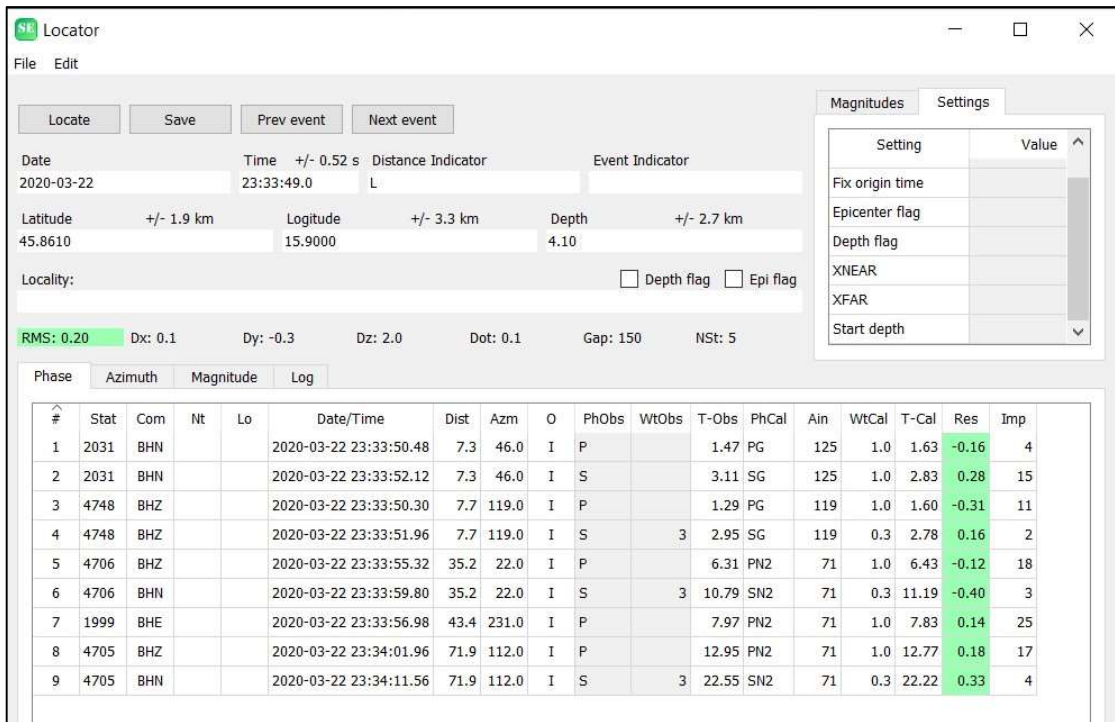 SE Locator
File Edit
Locate Save Prev event Next event
Magnitudes Settings
Setting Value
Fix origin time
Epicenter flag
Depth flag
XNEAR
XFAR
Start depth
Date Time +/- 0.52 s Distance Indicator Event Indicator
2020-03-22 23:33:49.0 L
Latitude +/- 1.9 km Logitude +/- 3.3 km Depth +/- 2.7 km
45.8610 15.9000 4.10
Locality: Depth flag Epi flag
RMS: 0.20 Dx: 0.1 Dy: -0.3 Dz: 2.0 Dot: 0.1 Gap: 150 NSt: 5
Phase Azimuth Magnitude Log
# Stat Com Nt Lo Date/Time Dist Azm O PhObs WtObs T-Obs PhCal Ain WtCal T-Cal Res Imp
1 2031 BHN 2020-03-22 23:33:50.48 7.3 46.0 I P 1.47 PG 125 1.0 1.63 -0.16 4
2 2031 BHN 2020-03-22 23:33:52.12 7.3 46.0 I S 3.11 SG 125 1.0 2.83 0.28 15
3 4748 BHZ 2020-03-22 23:33:50.30 7.7 119.0 I P 1.29 PG 119 1.0 1.60 -0.31 11
4 4748 BHZ 2020-03-22 23:33:51.96 7.7 119.0 I S 3 2.95 SG 119 0.3 2.78 0.16 2
5 4706 BHZ 2020-03-22 23:33:55.32 35.2 22.0 I P 6.31 PN2 71 1.0 6.43 -0.12 18
6 4706 BHN 2020-03-22 23:33:59.80 35.2 22.0 I S 3 10.79 SN2 71 0.3 11.19 -0.40 3
7 1999 BHE 2020-03-22 23:33:56.98 43.4 231.0 I P 7.97 PN2 71 1.0 7.83 0.14 25
8 4705 BHZ 2020-03-22 23:34:01.96 71.9 112.0 I P 12.95 PN2 71 1.0 12.77 0.18 17
9 4705 BHN 2020-03-22 23:34:11.56 71.9 112.0 I S 3 22.55 SN2 71 0.3 22.22 0.33 4